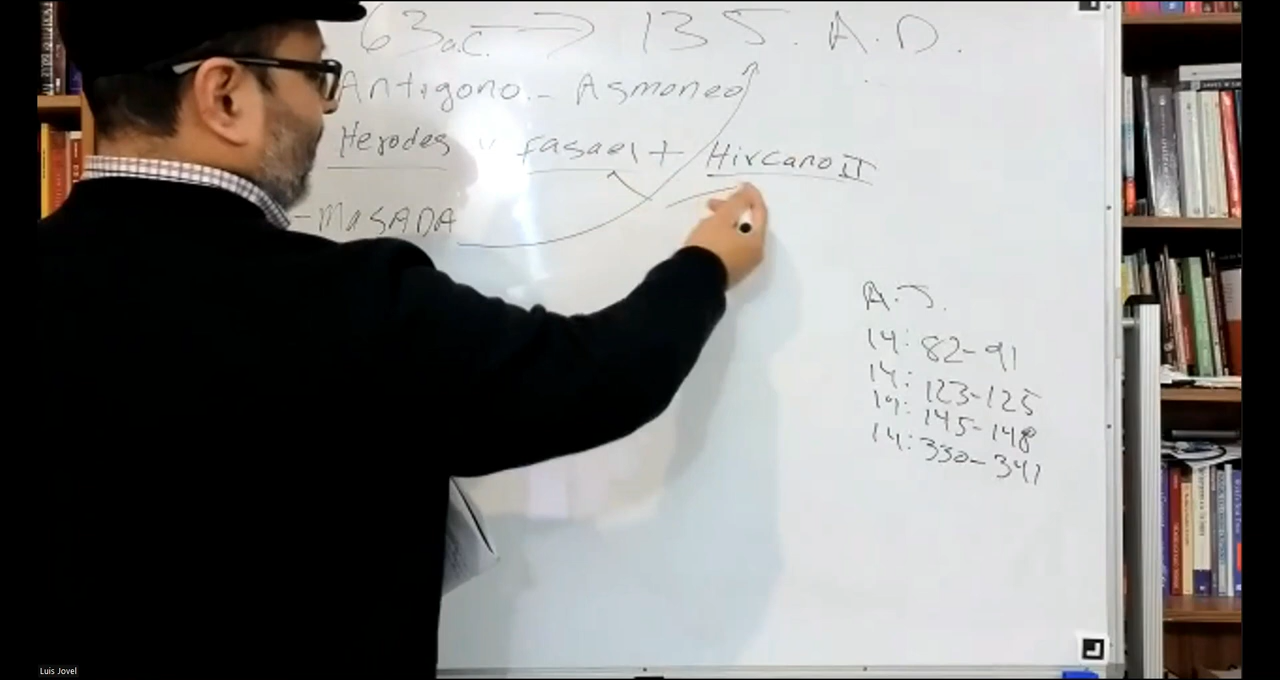 63 a.c. → 135. A.D.
Antigono.- Asmoneo
Herodes y Fasael + Hircano II
- MaSADA
A.J.
14: 82-91
14: 123-125
14: 145-148
14: 330-341
Luis Jovel